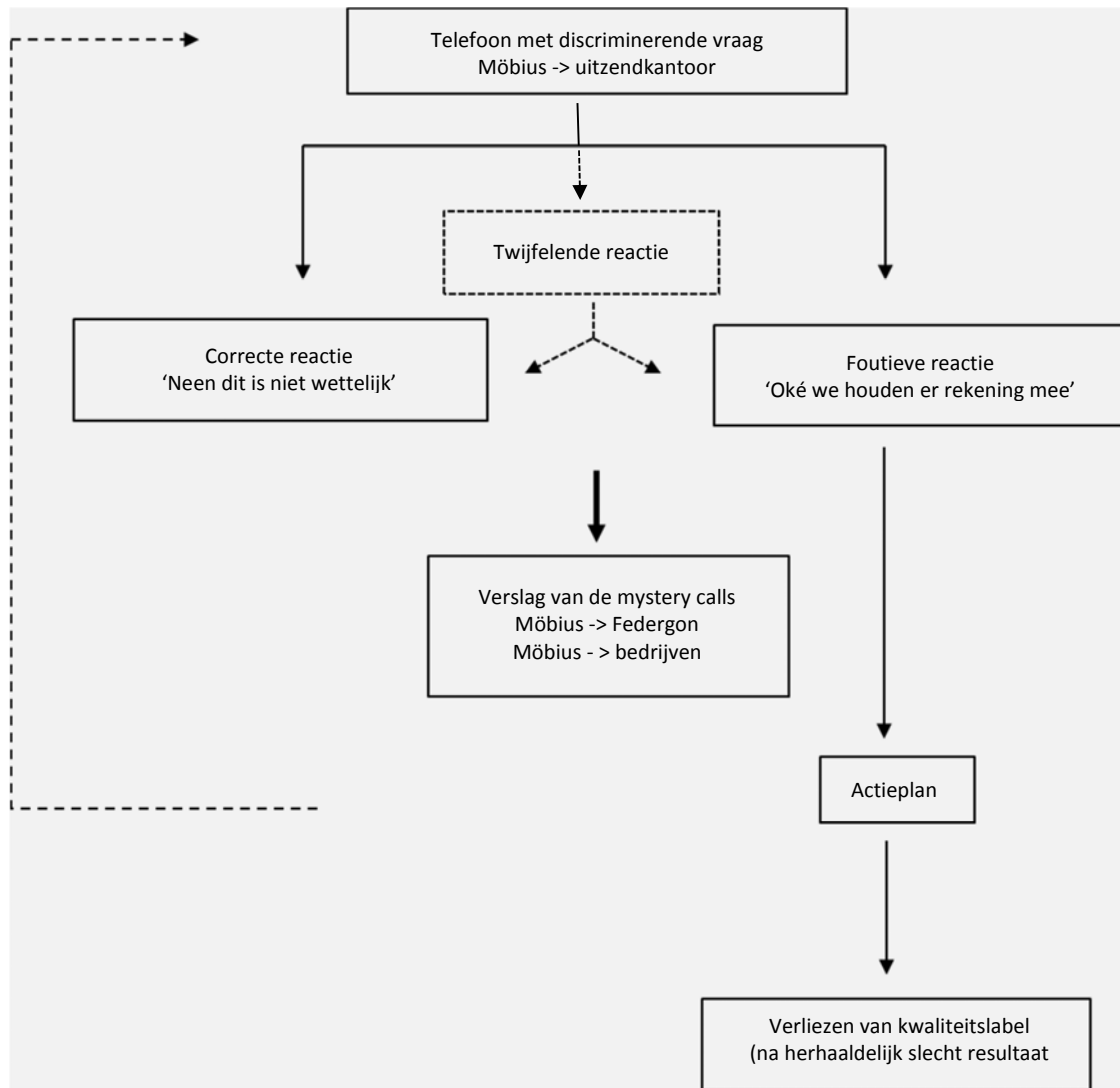 Telefoon met discriminerende vraag
Möbius -> uitzendkantoor
Twijfelende reactie
Correcte reactie
‘Neen dit is niet wettelijk’
Foutieve reactie
‘Oké we houden er rekening mee’
Verslag van de mystery calls
Möbius -> Federgon
Möbius - > bedrijven
Actieplan
Verliezen van kwaliteitslabel
(na herhaaldelijk slecht resultaat